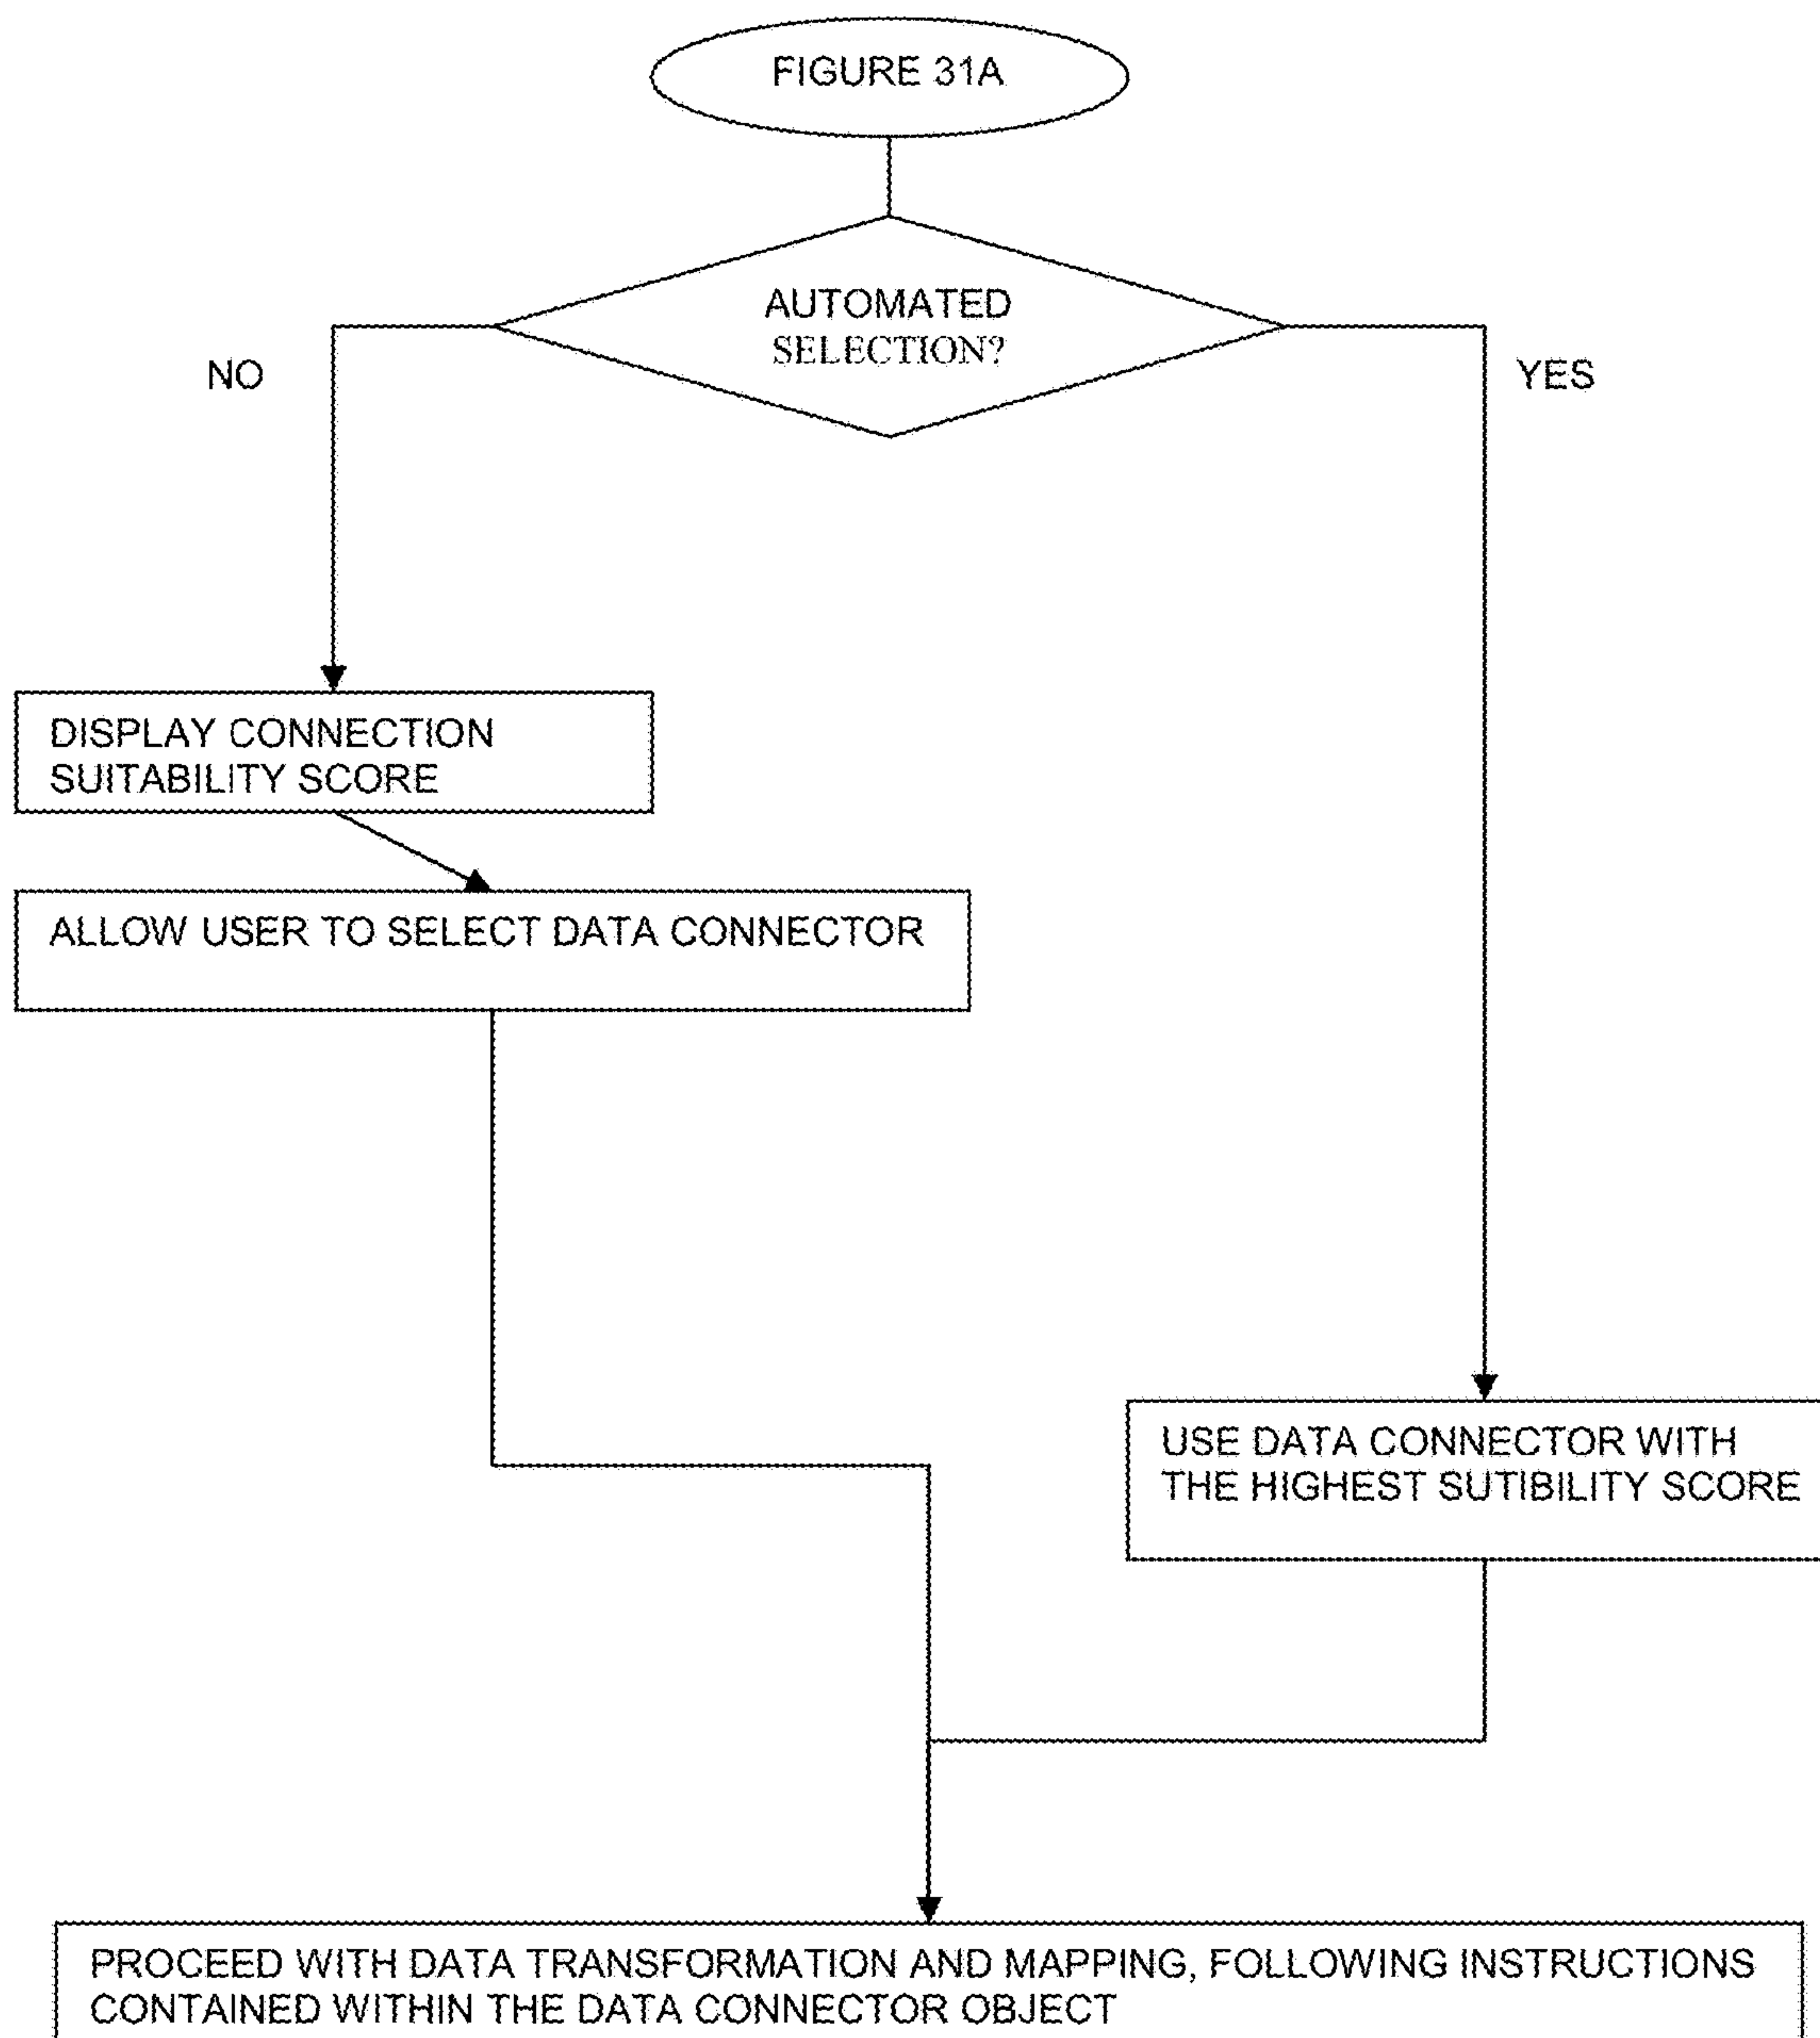 FIGURE 31A
AUTOMATED
SELECTION?
NO
YES
DISPLAY CONNECTION
SUITABILITY SCORE
ALLOW USER TO SELECT DATA CONNECTOR
USE DATA CONNECTOR WITH
THE HIGHEST SUTIBILITY SCORE
PROCEED WITH DATA TRANSFORMATION AND MAPPING, FOLLOWING INSTRUCTIONS
CONTAINED WITHIN THE DATA CONNECTOR OBJECT